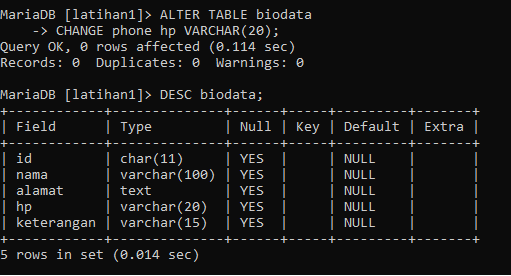 MariaDB [latihan1]> ALTER TABLE biodata
    -> CHANGE phone hp VARCHAR(20);
Query OK, 0 rows affected (0.114 sec)
Records: 0  Duplicates: 0  Warnings: 0

MariaDB [latihan1]> DESC biodata;
+------------+--------------+------+-----+---------+-------+
| Field      | Type         | Null | Key | Default | Extra |
+------------+--------------+------+-----+---------+-------+
| id         | char(11)     | YES  |     | NULL    |       |
| nama       | varchar(100) | YES  |     | NULL    |       |
| alamat     | text         | YES  |     | NULL    |       |
| hp         | varchar(20)  | YES  |     | NULL    |       |
| keterangan | varchar(15)  | YES  |     | NULL    |       |
+------------+--------------+------+-----+---------+-------+
5 rows in set (0.014 sec)